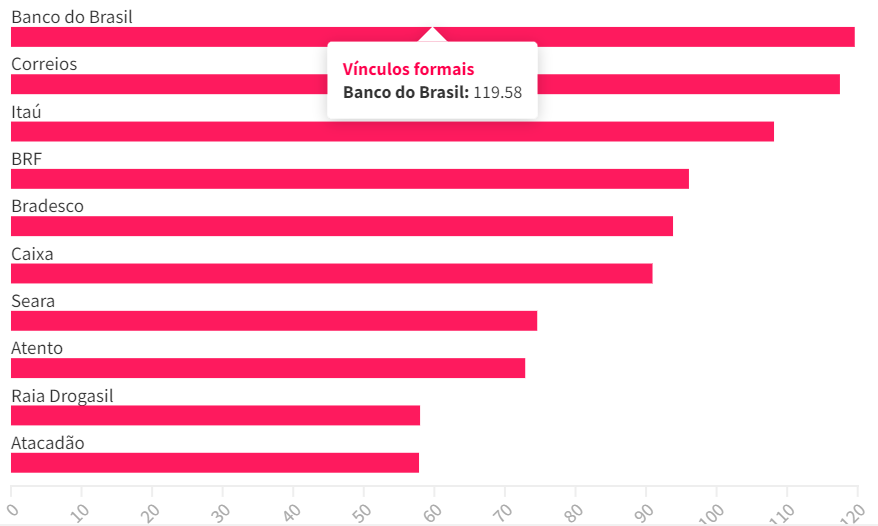 Banco do Brasil
Correios
Vínculos formais
Banco do Brasil: 119.58
Itaú
BRF
Bradesco
Caixa
Seara
Atento
Raia Drogasil
Atacadão
0 10 20 30 40 50 60 70 80 90 100 110 120